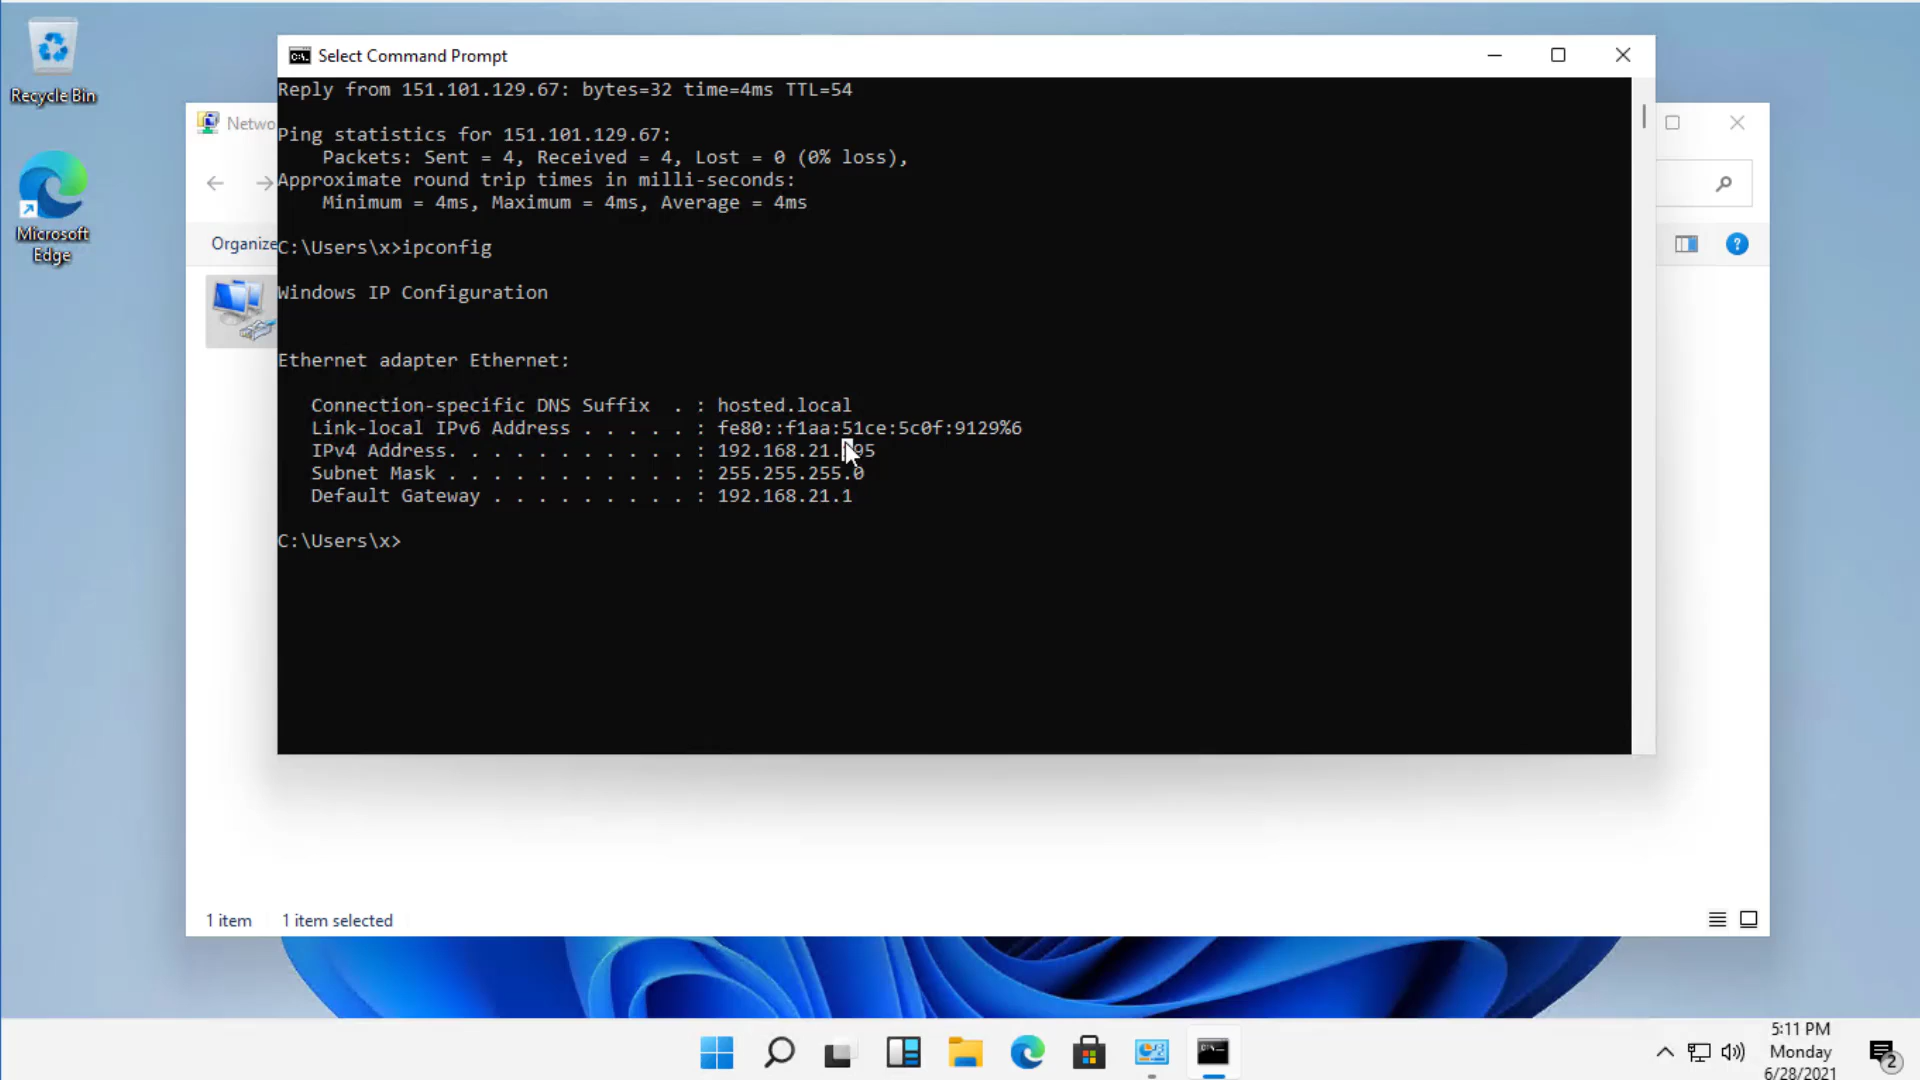 Recycle Bin
Microsoft
Edge
Select Command Prompt
Reply from 151.101.129.67: bytes=32 time=4ms TTL=54
Ping statistics for 151.101.129.67:
    Packets: Sent = 4, Received = 4, Lost = 0 (0% loss),
Approximate round trip times in milli-seconds:
    Minimum = 4ms, Maximum = 4ms, Average = 4ms
C:\Users\x>ipconfig
Windows IP Configuration
Ethernet adapter Ethernet:
   Connection-specific DNS Suffix  . : hosted.local
   Link-local IPv6 Address . . . . . : fe80::f1aa:51ce:5c0f:9129%6
   IPv4 Address. . . . . . . . . . . :
   Subnet Mask . . . . . . . . . . . : 255.255.255.0
   Default Gateway . . . . . . . . . : 192.168.21.1
C:\Users\x>
Netwo
Organize
1 item
1 item selected
5:11 PM
Monday
6/28/2021
2